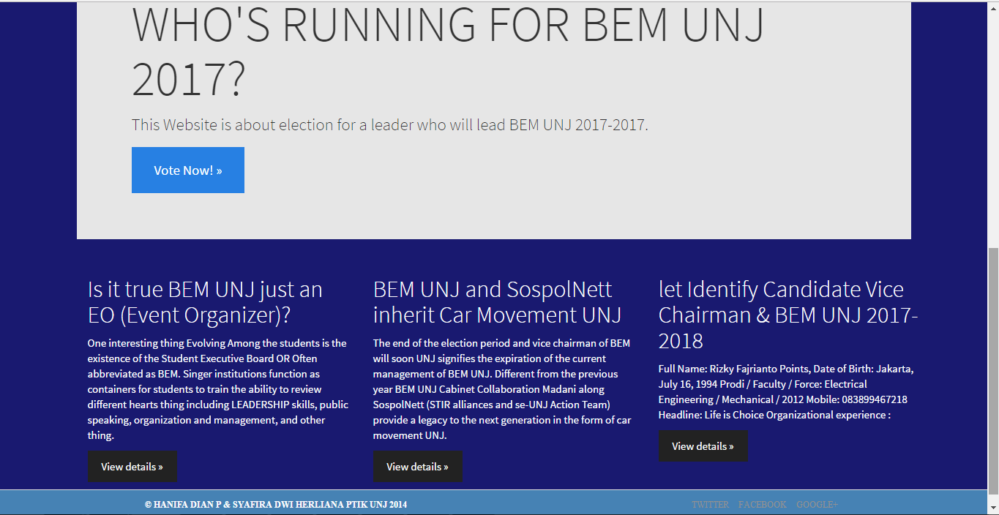 WHO'S RUNNING FOR BEM UNJ
2017?
This Website is about election for a leader who will lead BEM UNJ 2017-2017.
Vote Now! »
Is it true BEM UNJ just an
EO (Event Organizer)?
One interesting thing Evolving Among the students is the
existence of the Student Executive Board OR Often
abbreviated as BEM. Singer institutions function as
containers for students to train the ability to review
different hearts thing including LEADERSHIP skills, public
speaking, organization and management, and other
thing.
View details »
BEM UNJ and SospolNett
inherit Car Movement UNJ
The end of the election period and vice chairman of BEM
will soon UNJ signifies the expiration of the current
management of BEM UNJ. Different from the previous
year BEM UNJ Cabinet Collaboration Madani along
SospolNett (STIR alliances and se-UNJ Action Team)
provide a legacy to the next generation in the form of car
movement UNJ.
View details »
let Identify Candidate Vice
Chairman & BEM UNJ 2017-
2018
Full Name: Rizky Fajrianto Points, Date of Birth: Jakarta,
July 16, 1994 Prodi / Faculty / Force: Electrical
Engineering / Mechanical / 2012 Mobile: 083899467218
Headline: Life is Choice Organizational experience :
View details »
© HANIFA DIAN P & SYAFIRA DWI HERLIANA PTIK UNJ 2014
TWITTER FACEBOOK GOOGLE+